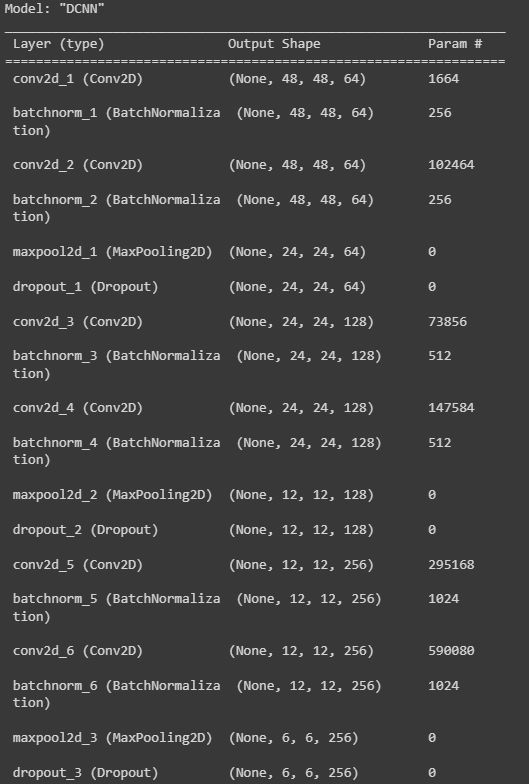 Model: "DCNN"
Layer (type) Output Shape Param #
conv2d_1 (Conv2D) (None, 48, 48, 64) 1664
batchnorm_1 (BatchNormaliza (None, 48, 48, 64) 256
tion)
conv2d_2 (Conv2D) (None, 48, 48, 64) 102464
batchnorm_2 (BatchNormaliza (None, 48, 48, 64) 256
tion)
maxpool2d_1 (MaxPooling2D) (None, 24, 24, 64) 0
dropout_1 (Dropout) (None, 24, 24, 64) 0
conv2d_3 (Conv2D) (None, 24, 24, 128) 73856
batchnorm_3 (BatchNormaliza (None, 24, 24, 128) 512
tion)
conv2d_4 (Conv2D) (None, 24, 24, 128) 147584
batchnorm_4 (BatchNormaliza (None, 24, 24, 128) 512
tion)
maxpool2d_2 (MaxPooling2D) (None, 12, 12, 128) 0
dropout_2 (Dropout) (None, 12, 12, 128) 0
conv2d_5 (Conv2D) (None, 12, 12, 256) 295168
batchnorm_5 (BatchNormaliza (None, 12, 12, 256) 1024
tion)
conv2d_6 (Conv2D) (None, 12, 12, 256) 590080
batchnorm_6 (BatchNormaliza (None, 12, 12, 256) 1024
tion)
maxpool2d_3 (MaxPooling2D) (None, 6, 6, 256) 0
dropout_3 (Dropout) (None, 6, 6, 256) 0